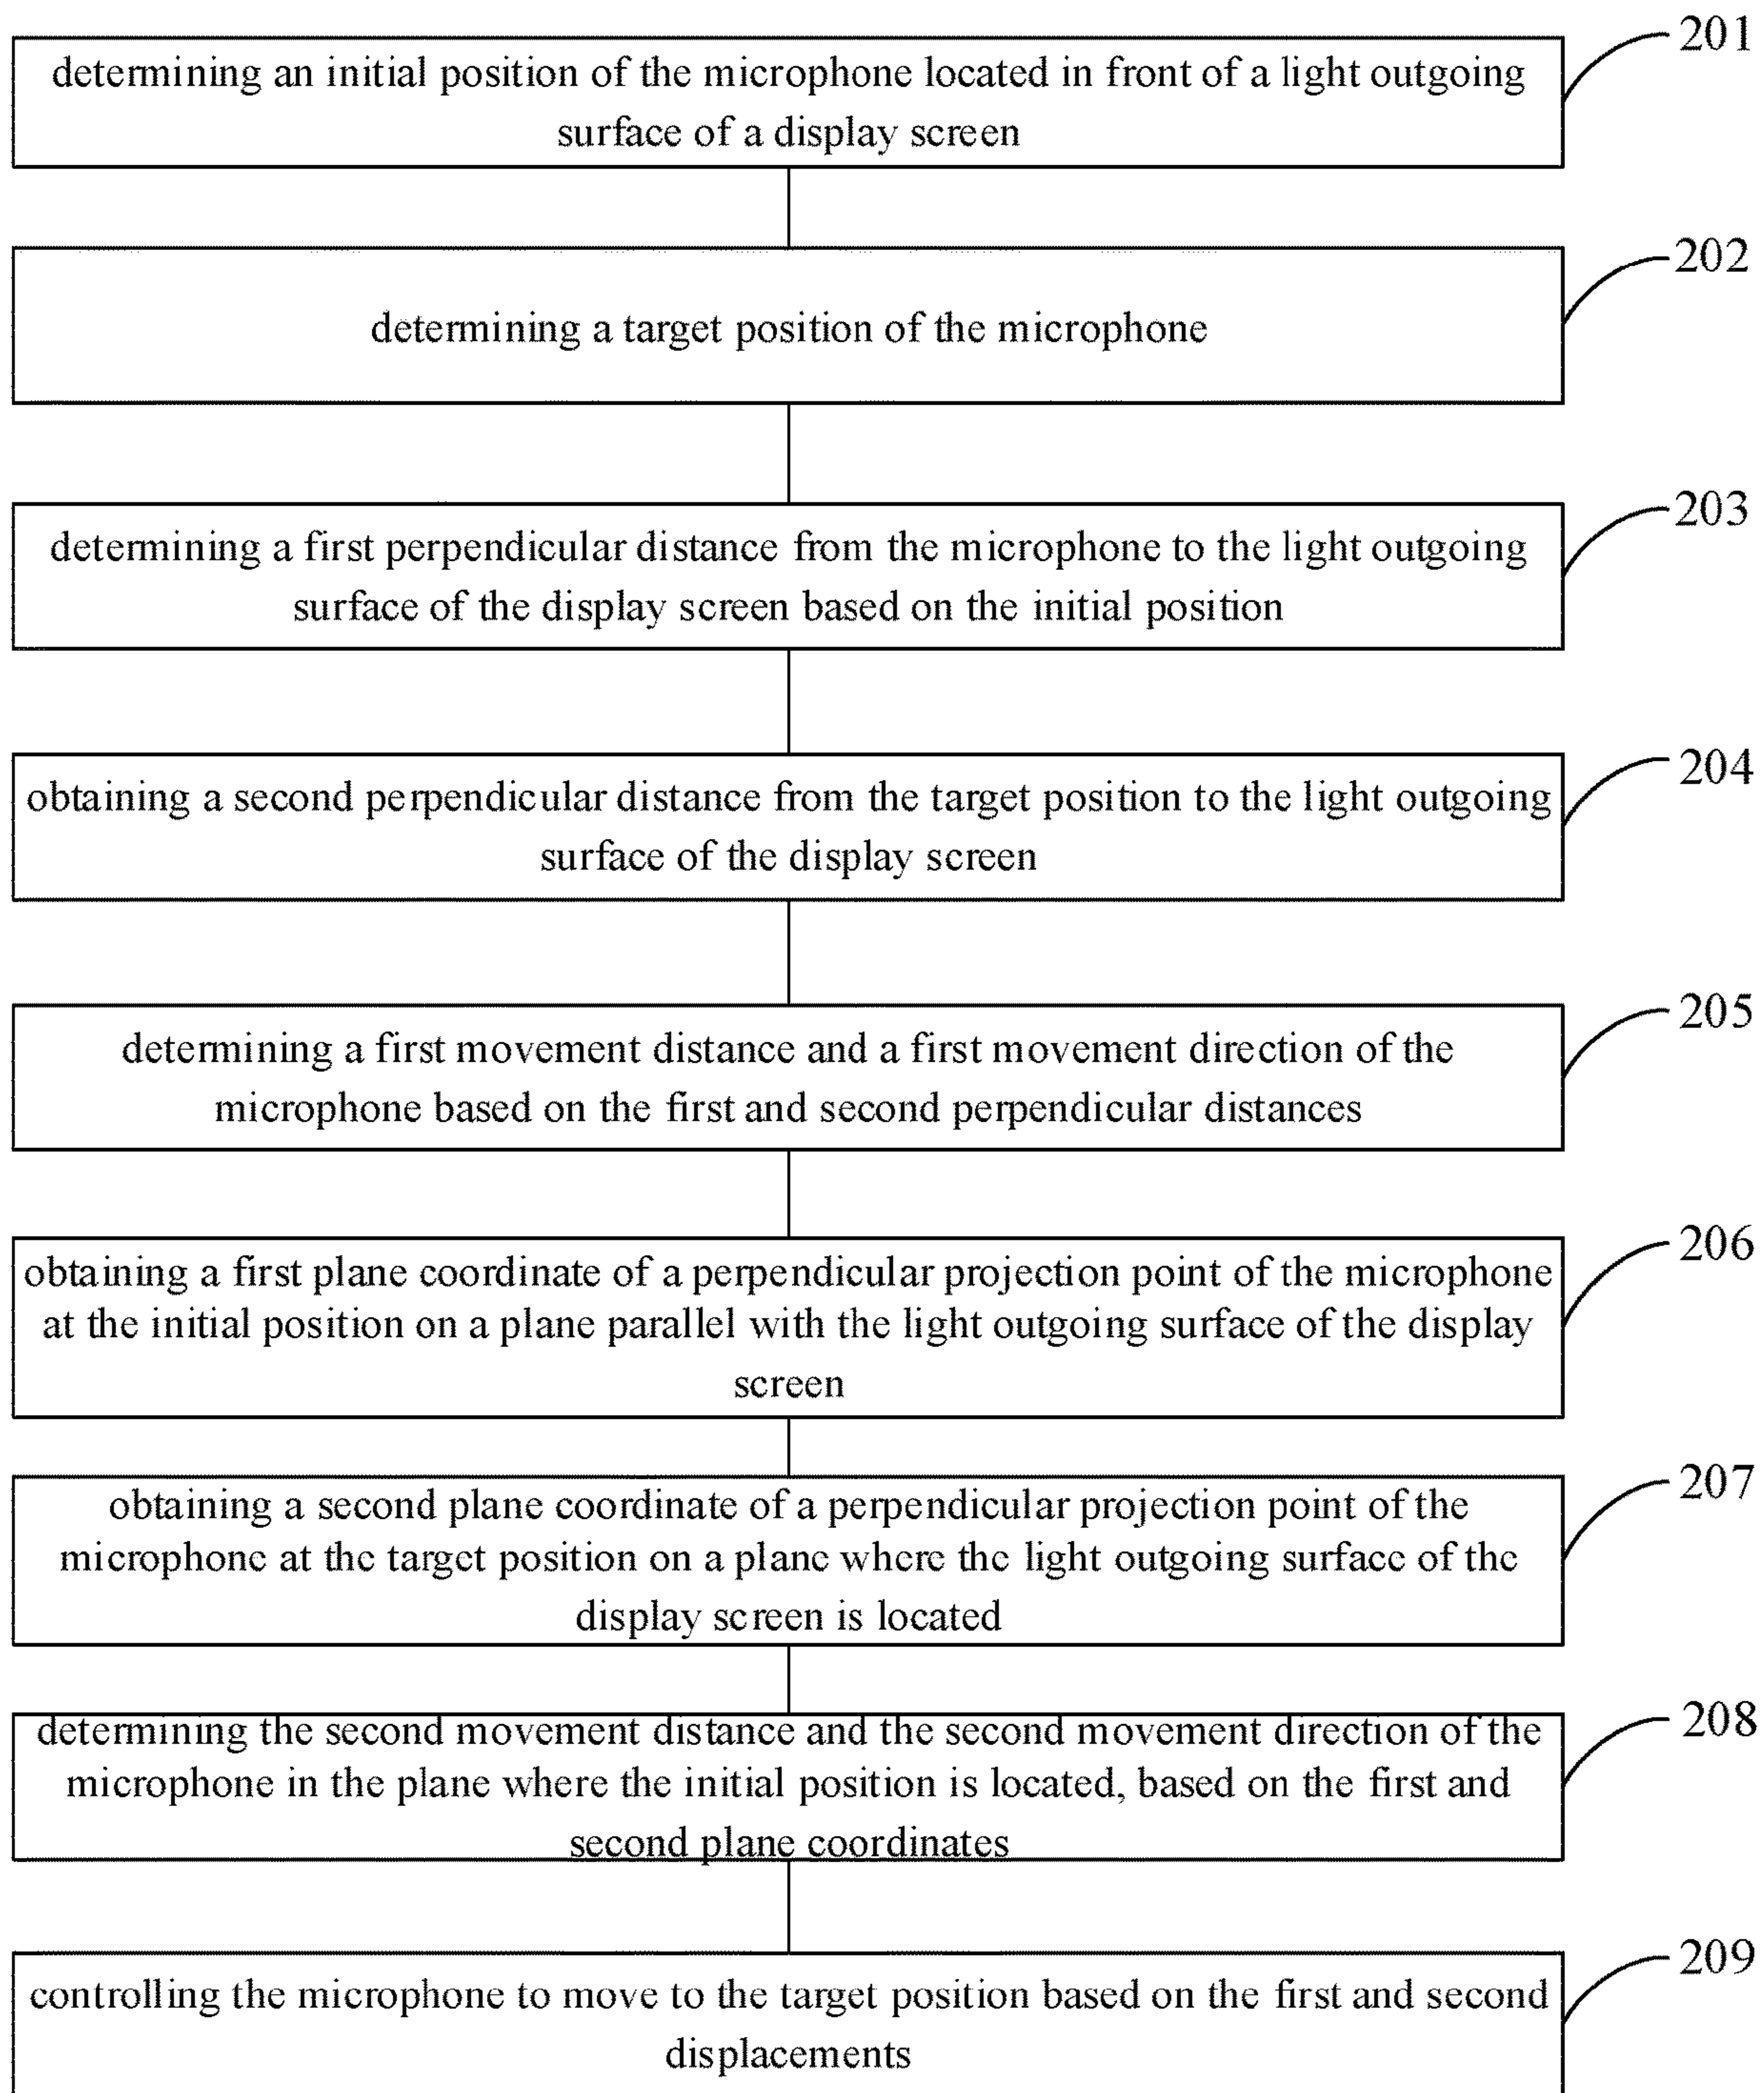 201
determining an initial position of the microphone located in front of a light outgoing
surface of a display screen
202
determining a target position of the microphone
203
determining a first perpendicular distance from the microphone to the light outgoing
surface of the display screen based on the initial position
204
obtaining a second perpendicular distance from the target position to the light outgoing
surface of the display screen
205
determining a first movement distance and a first movement direction of the
microphone based on the first and second perpendicular distances
206
obtaining a first plane coordinate of a perpendicular projection point of the microphone
at the initial position on a plane parallel with the light outgoing surface of the display
screen
207
obtaining a second plane coordinate of a perpendicular projection point of the
microphone at the target position on a plane where the light outgoing surface of the
display screen is located
208
determining the second movement distance and the second movement direction of the
microphone in the plane where the initial position is located, based on the first and
second plane coordinates
209
controlling the microphone to move to the target position based on the first and second
displacements